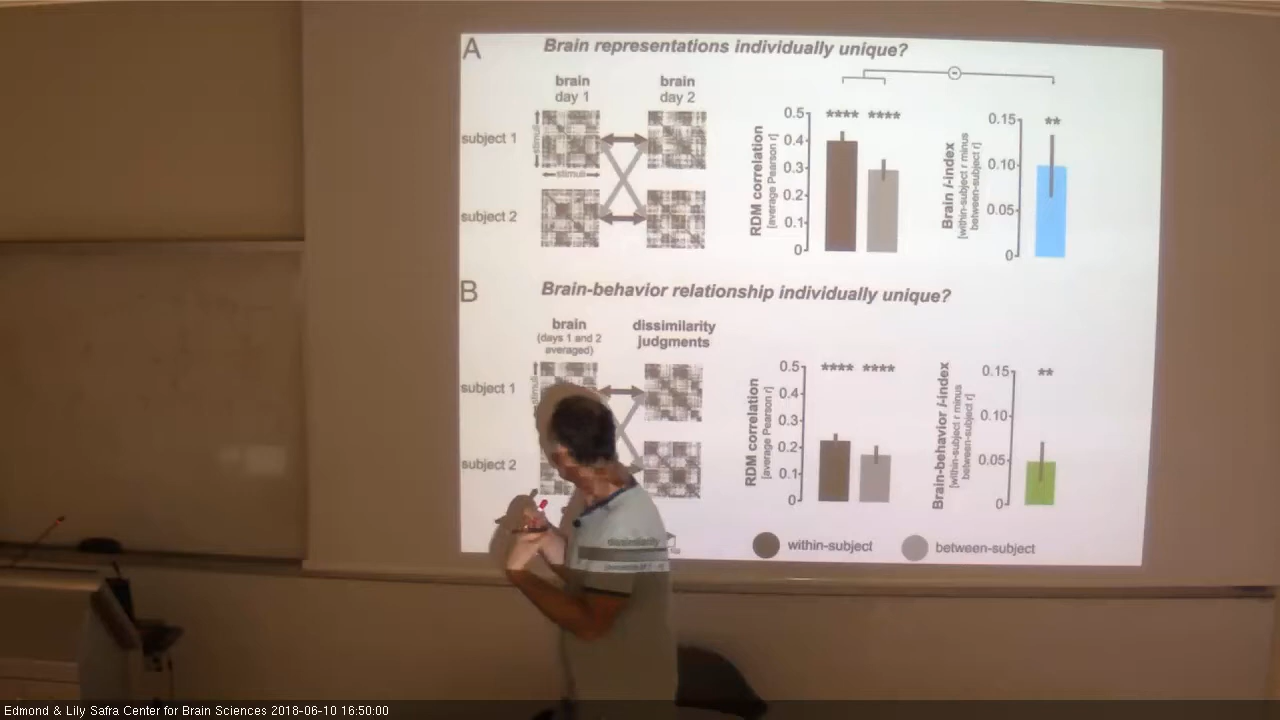 A
Brain representations individually unique?
brain
day 1
brain
day 2
subject 1
stimuli
stimuli
subject 2
RDM correlation
[average Pearson r]
0.5
0.4
0.3
0.2
0.1
0
****
****
Brain i-index
[within-subject r minus
between-subject r]
0.15
0.10
0.05
0
**
B
Brain-behavior relationship individually unique?
brain
(days 1 and 2
averaged)
dissimilarity
judgments
subject 1
stimuli
subject 2
RDM correlation
[average Pearson r]
0.5
0.4
0.3
0.2
0.1
0
****
****
Brain-behavior i-index
[within-subject r minus
between-subject r]
0.15
0.10
0.05
0
**
dissimilarity
within-subject
between-subject
Edmond & Lily Safra Center for Brain Sciences 2018-06-10 16:50:00